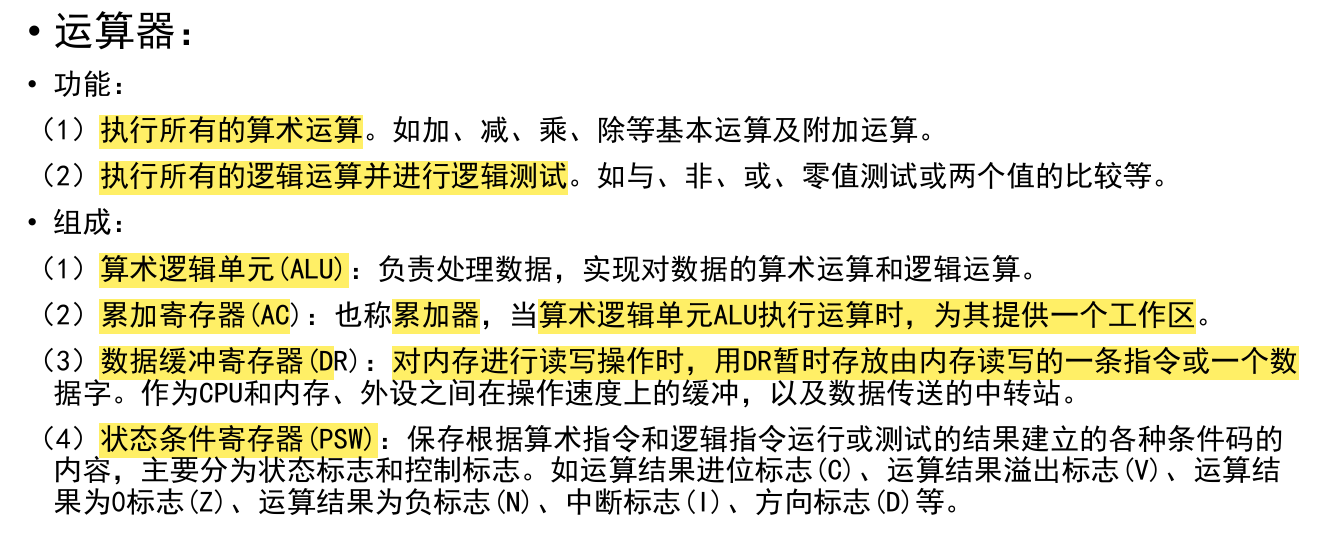 • 运算器：
• 功能：
（1）执行所有的算术运算。如加、减、乘、除等基本运算及附加运算。
（2）执行所有的逻辑运算并进行逻辑测试。如与、非、或、零值测试或两个值的比较等。
• 组成：
（1）算术逻辑单元(ALU)：负责处理数据，实现对数据的算术运算和逻辑运算。
（2）累加寄存器(AC)：也称累加器，当算术逻辑单元ALU执行运算时，为其提供一个工作区。
（3）数据缓冲寄存器(DR)：对内存进行读写操作时，用DR暂时存放由内存读写的一条指令或一个数
据字。作为CPU和内存、外设之间在操作速度上的缓冲，以及数据传送的中转站。
（4）状态条件寄存器(PSW)：保存根据算术指令和逻辑指令运行或测试的结果建立的各种条件码的
内容，主要分为状态标志和控制标志。如运算结果进位标志(C)、运算结果溢出标志(V)、运算结
果为0标志(Z)、运算结果为负标志(N)、中断标志(I)、方向标志(D)等。